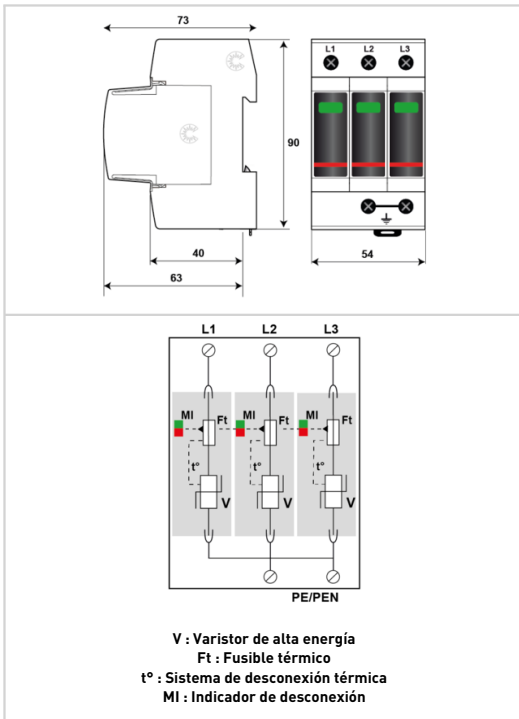 73
L1 L2 L3
90
40
63
54
L1 L2 L3
MI Ft MI Ft MI Ft
t° t° t°
V V V
PE/PEN
V : Varistor de alta energía
Ft : Fusible térmico
t° : Sistema de desconexión térmica
MI : Indicador de desconexión